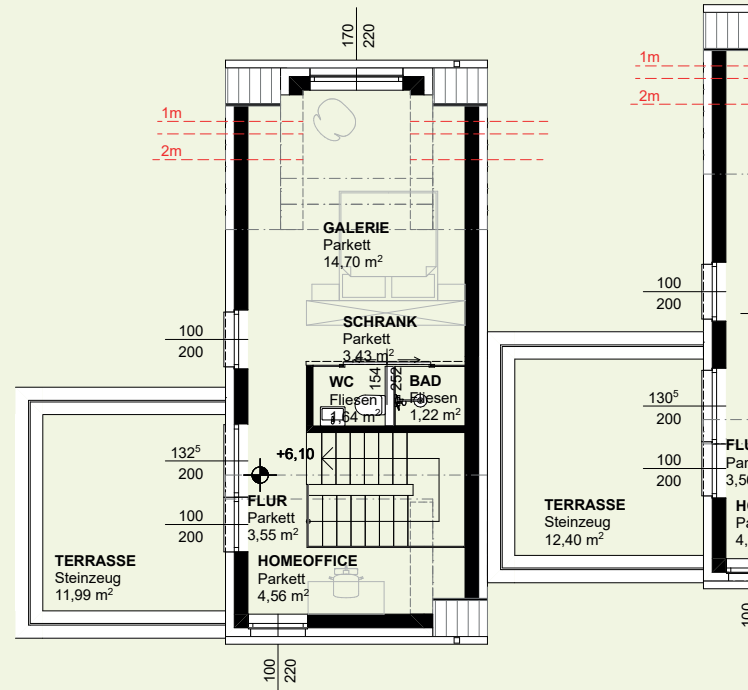 170
220
1m
1m
2m
2m
GALERIE
Parkett
14,70 m²
100
200
SCHRANK
Parkett
3,43 m²
100
200
154
252
WC
Fliesen
1,64 m²
BAD
Fliesen
1,22 m²
130⁵
200
132⁵
200
+6,10
100
200
FLUR
Parkett
3,55 m²
100
200
TERRASSE
Steinzeug
12,40 m²
HOMEOFFICE
Parkett
4,56 m²
TERRASSE
Steinzeug
11,99 m²
100
220
100